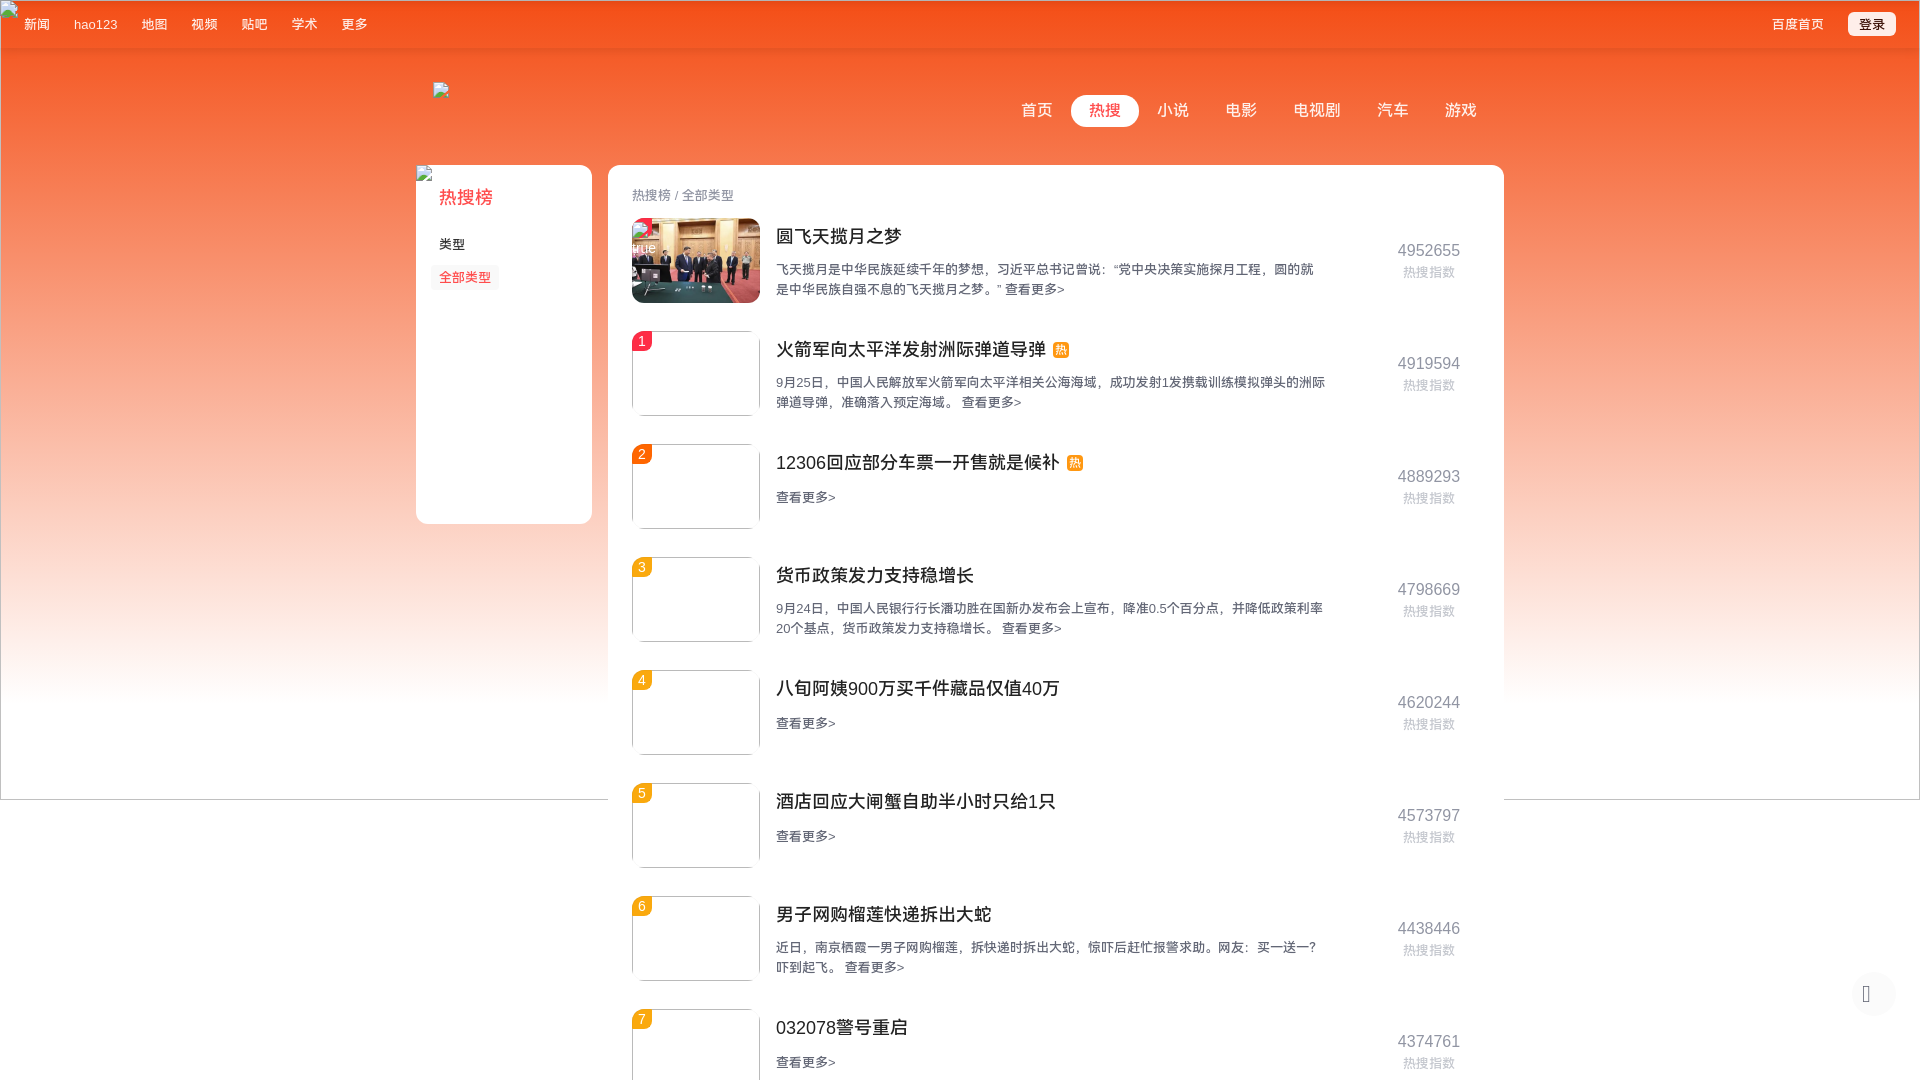 新闻 hao123 地图 视频 贴吧 学术 更多 百度首页 登录
首页 热搜 小说 电影 电视剧 汽车 游戏
热搜榜
类型
全部类型
热搜榜 / 全部类型
true
圆飞天揽月之梦
飞天揽月是中华民族延续千年的梦想，习近平总书记曾说：“党中央决策实施探月工程，圆的就
是中华民族自强不息的飞天揽月之梦。” 查看更多>
4952655
热搜指数
1
火箭军向太平洋发射洲际弹道导弹 热
9月25日，中国人民解放军火箭军向太平洋相关公海海域，成功发射1发携载训练模拟弹头的洲际
弹道导弹，准确落入预定海域。 查看更多>
4919594
热搜指数
2
12306回应部分车票一开售就是候补 热
查看更多>
4889293
热搜指数
3
货币政策发力支持稳增长
9月24日，中国人民银行行长潘功胜在国新办发布会上宣布，降准0.5个百分点，并降低政策利率
20个基点，货币政策发力支持稳增长。 查看更多>
4798669
热搜指数
4
八旬阿姨900万买千件藏品仅值40万
查看更多>
4620244
热搜指数
5
酒店回应大闸蟹自助半小时只给1只
查看更多>
4573797
热搜指数
6
男子网购榴莲快递拆出大蛇
近日，南京栖霞一男子网购榴莲，拆快递时拆出大蛇，惊吓后赶忙报警求助。网友：买一送一？
吓到起飞。 查看更多>
4438446
热搜指数
7
032078警号重启
查看更多>
4374761
热搜指数